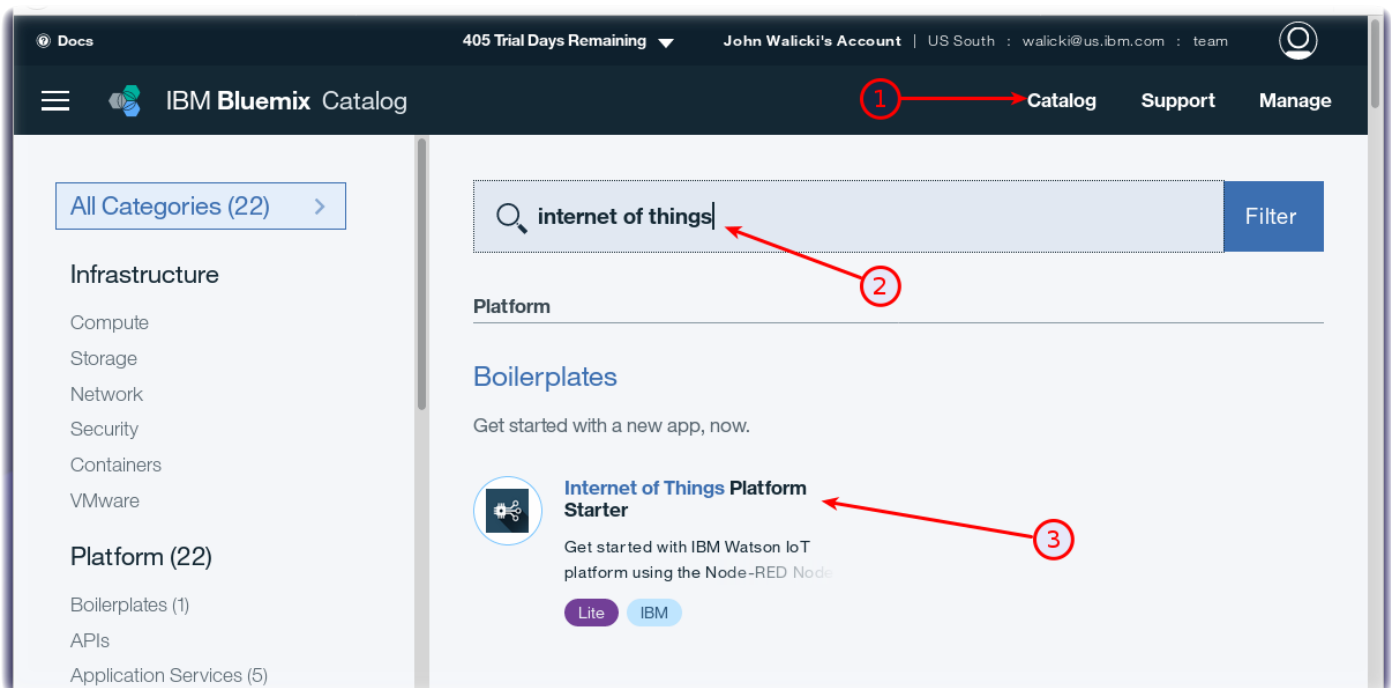 Docs
405 Trial Days Remaining
John Walicki's Account | US South : walicki@us.ibm.com : team
IBM Bluemix Catalog
1
Catalog
Support
Manage
All Categories (22)
Infrastructure
Compute
Storage
Network
Security
Containers
VMware
Platform (22)
Boilerplates (1)
APIs
Application Services (5)
internet of things
Filter
2
Platform
Boilerplates
Get started with a new app, now.
Internet of Things Platform
Starter
3
Get started with IBM Watson IoT
platform using the Node-RED Node
Lite
IBM